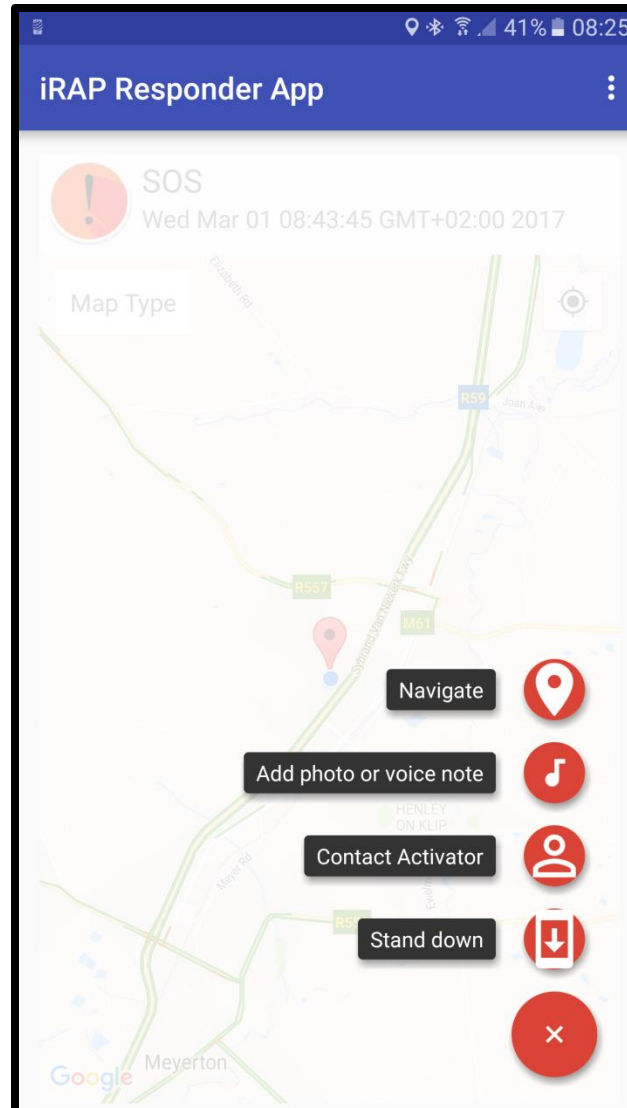 41% 08:25
iRAP Responder App
SOS
Wed Mar 01 08:43:45 GMT+02:00 2017
Map Type
Elizabeth Rd
R59
Joan Ave
R557
M61
Sybrand Van Niekerk Fwy
Navigate
Add photo or voice note
HENLEY
ON KLIP
Contact Activator
Meyer Rd
Stand down
Meyerton
Google